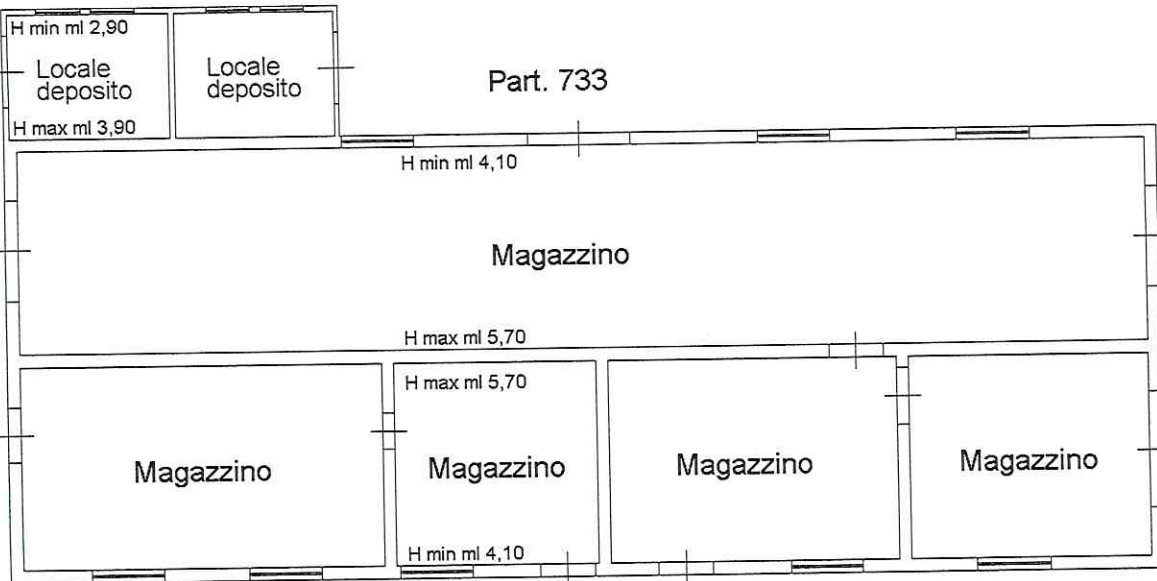 H min ml 2,90
Locale
deposito
H max ml 3,90
Locale
deposito
Part. 733
H min ml 4,10
Magazzino
H max ml 5,70
H max ml 5,70
Magazzino
Magazzino
Magazzino
Magazzino
H min ml 4,10